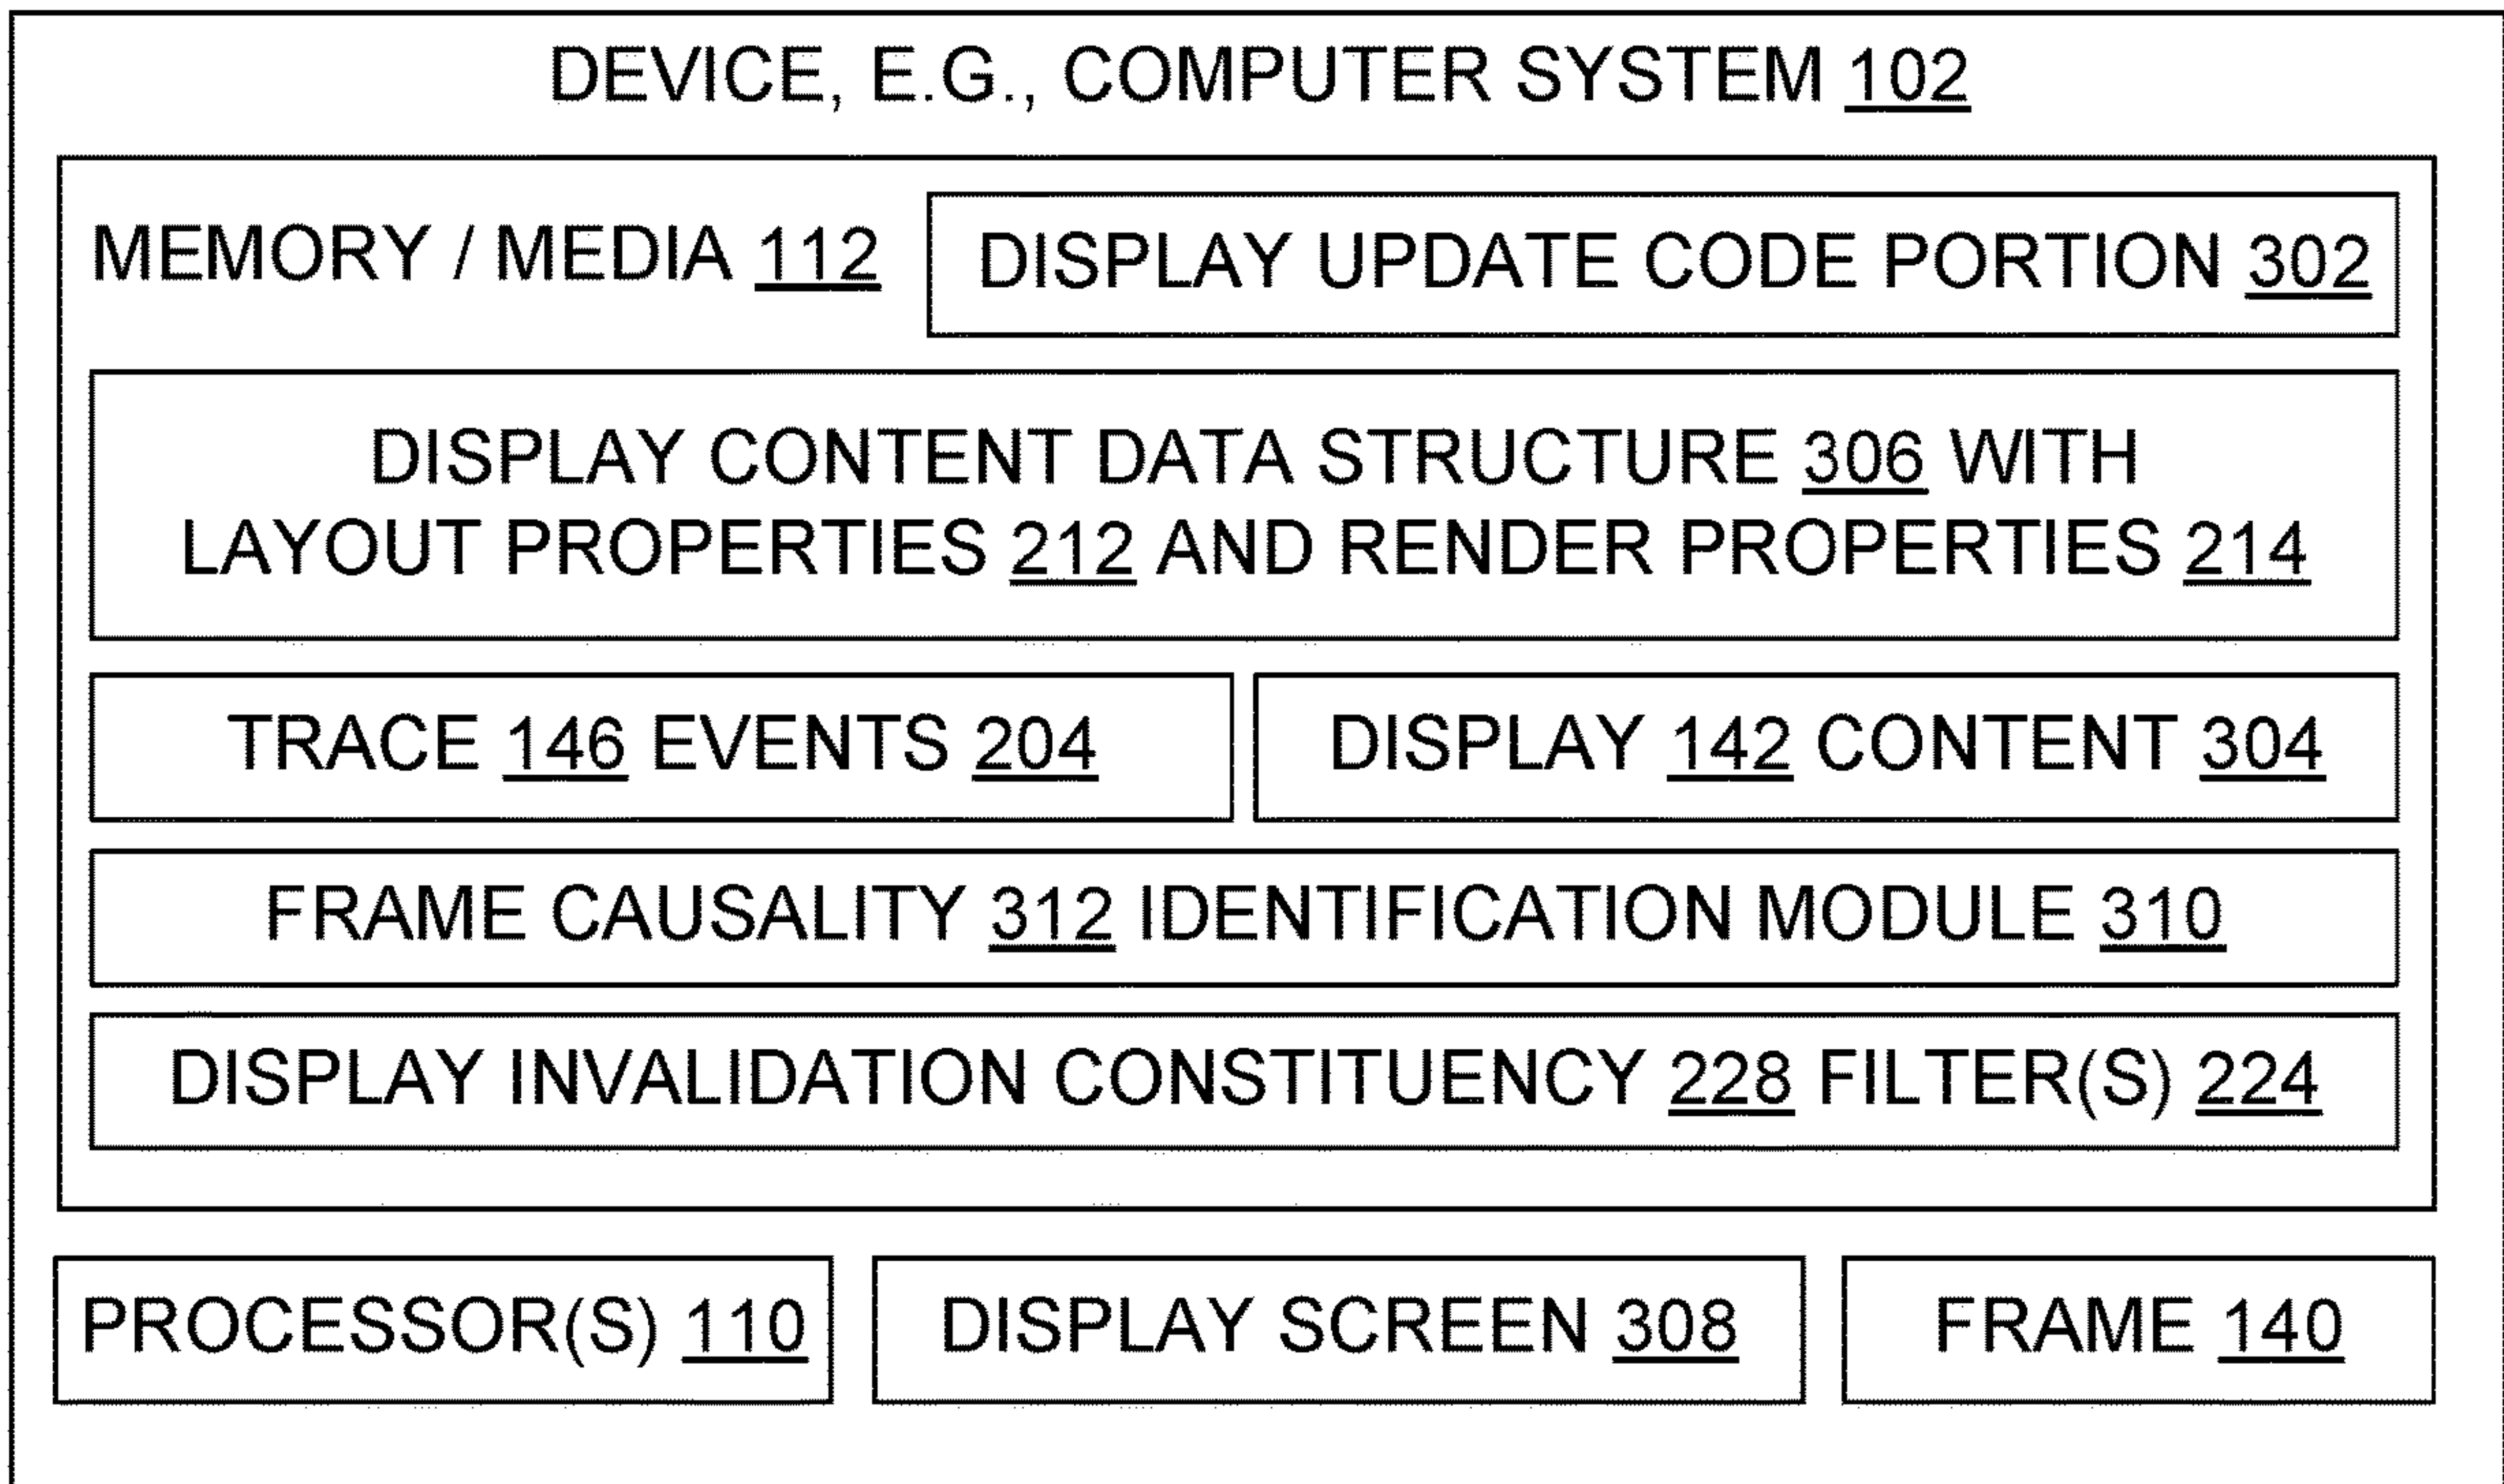 DEVICE, E.G., COMPUTER SYSTEM 102
MEMORY / MEDIA 112
DISPLAY UPDATE CODE PORTION 302
DISPLAY CONTENT DATA STRUCTURE 306 WITH
LAYOUT PROPERTIES 212 AND RENDER PROPERTIES 214
TRACE 146 EVENTS 204
DISPLAY 142 CONTENT 304
FRAME CAUSALITY 312 IDENTIFICATION MODULE 310
DISPLAY INVALIDATION CONSTITUENCY 228 FILTER(S) 224
PROCESSOR(S) 110
DISPLAY SCREEN 308
FRAME 140